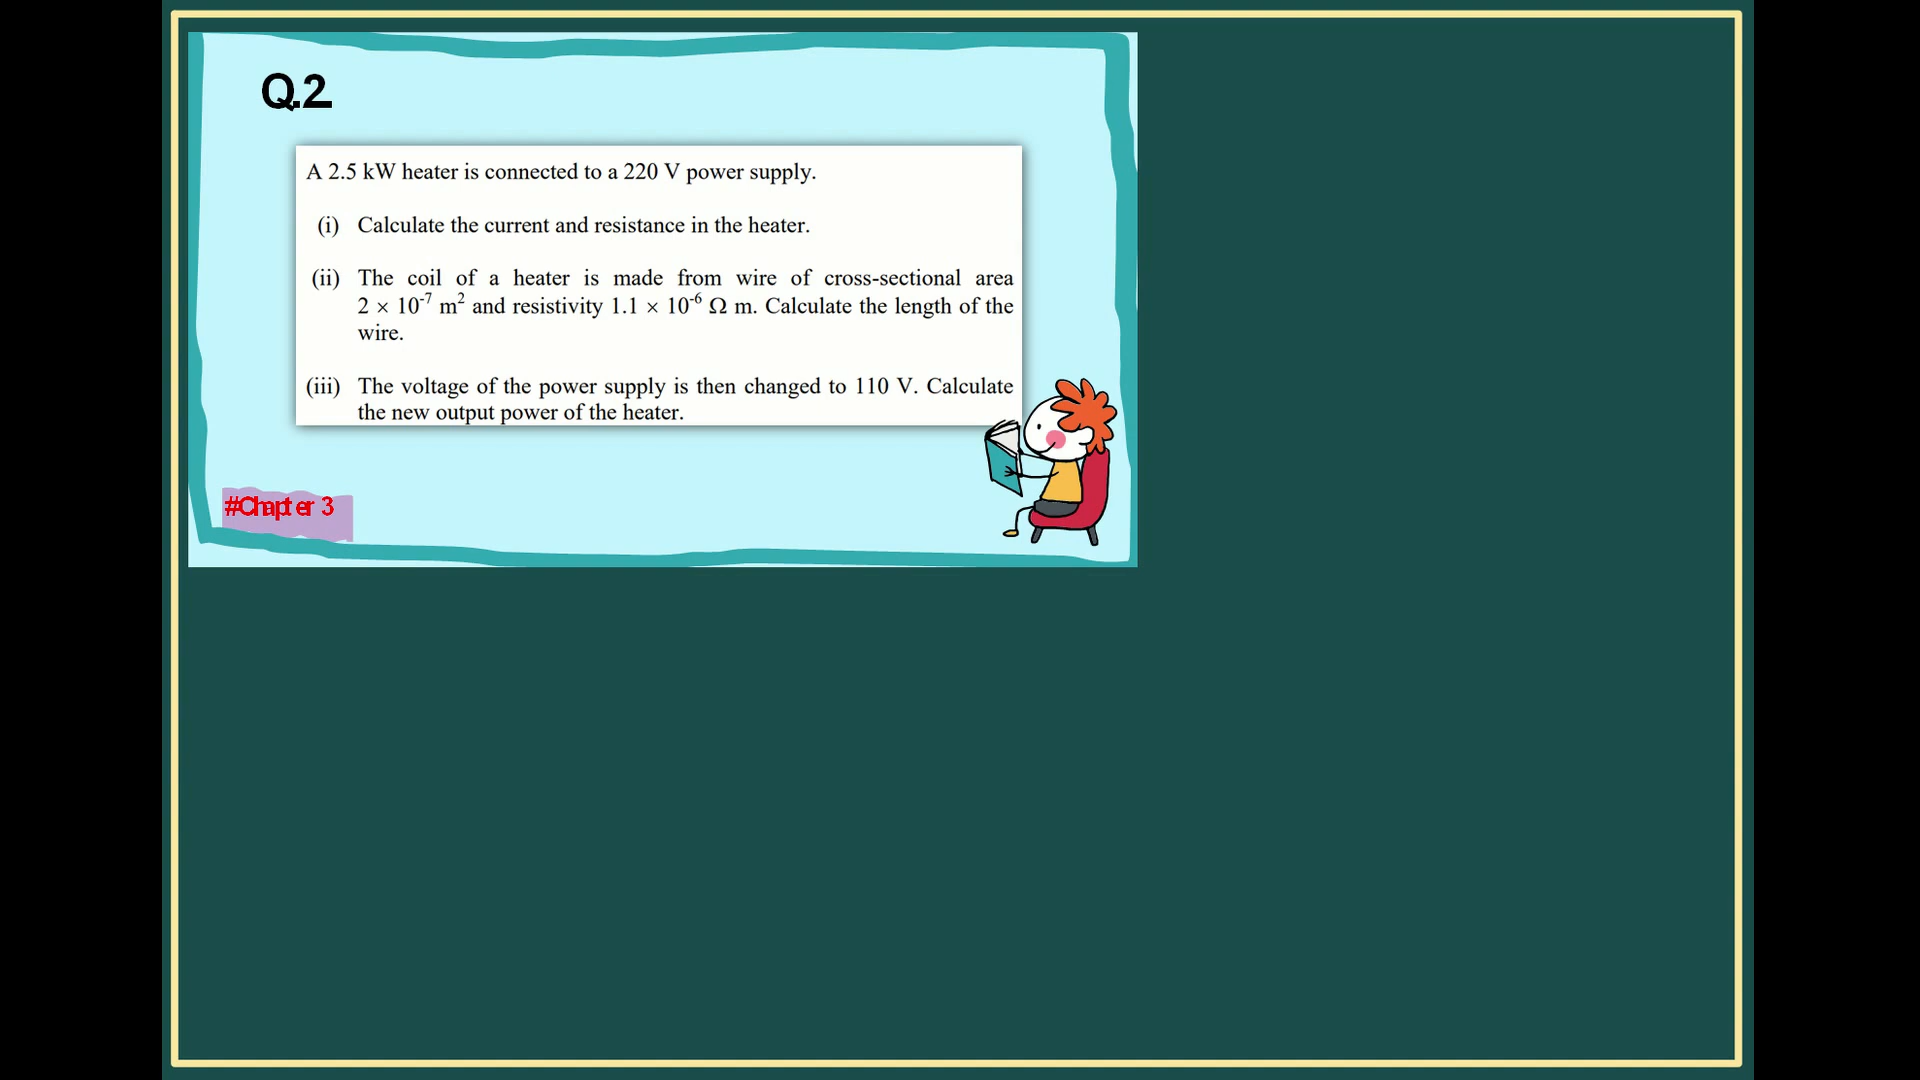 Q.2.
A 2.5 kW heater is connected to a 220 V power supply.
(i) Calculate the current and resistance in the heater.
(ii) The coil of a heater is made from wire of cross-sectional area
2 × 10⁻⁷ m² and resistivity 1.1 × 10⁻⁶ Ω m. Calculate the length of the
wire.
(iii) The voltage of the power supply is then changed to 110 V. Calculate
the new output power of the heater.
#Chapter 3